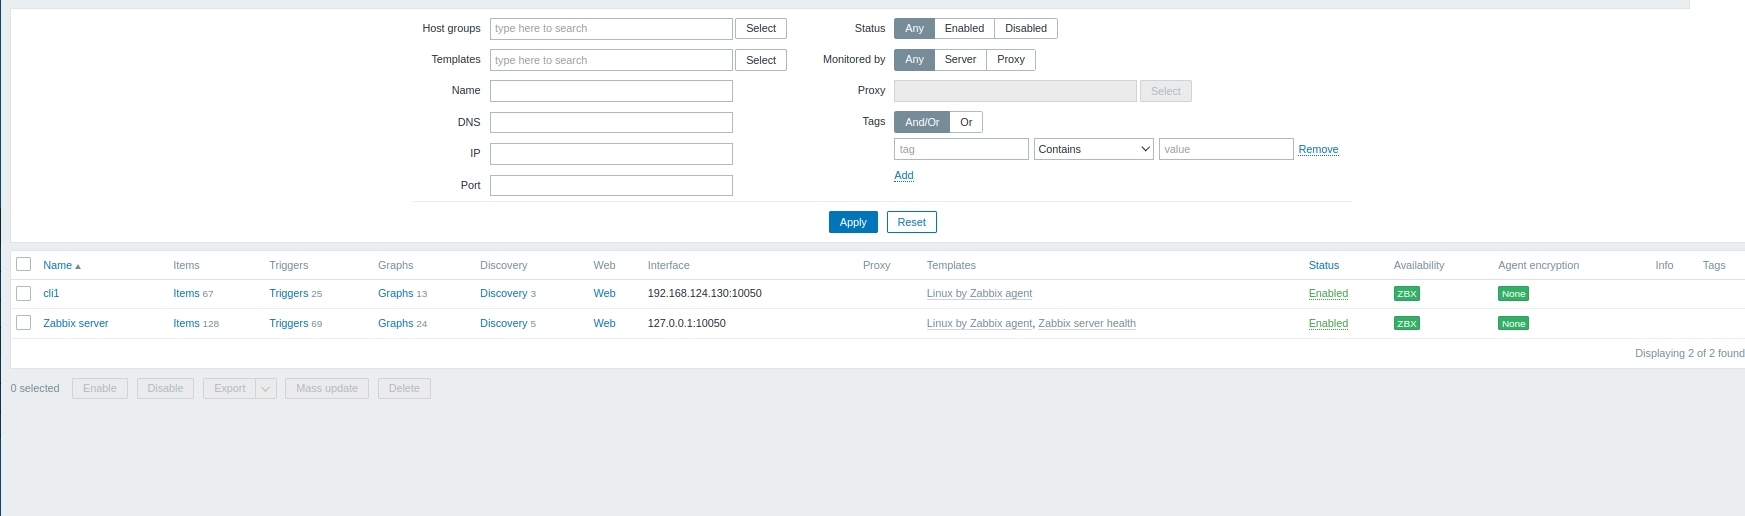 Host groups type here to search Select Status Any Enabled Disabled
Templates type here to search Select Monitored by Any Server Proxy
Name Proxy Select
DNS Tags And/Or Or
IP tag Contains value Remove
Port Add
Apply Reset
Name ▲ Items Triggers Graphs Discovery Web Interface Proxy Templates Status Availability Agent encryption Info Tags
cli1 Items 67 Triggers 25 Graphs 13 Discovery 3 Web 192.168.124.130:10050 Linux by Zabbix agent Enabled ZBX None
Zabbix server Items 128 Triggers 69 Graphs 24 Discovery 5 Web 127.0.0.1:10050 Linux by Zabbix agent, Zabbix server health Enabled ZBX None
Displaying 2 of 2 found
0 selected Enable Disable Export Mass update Delete